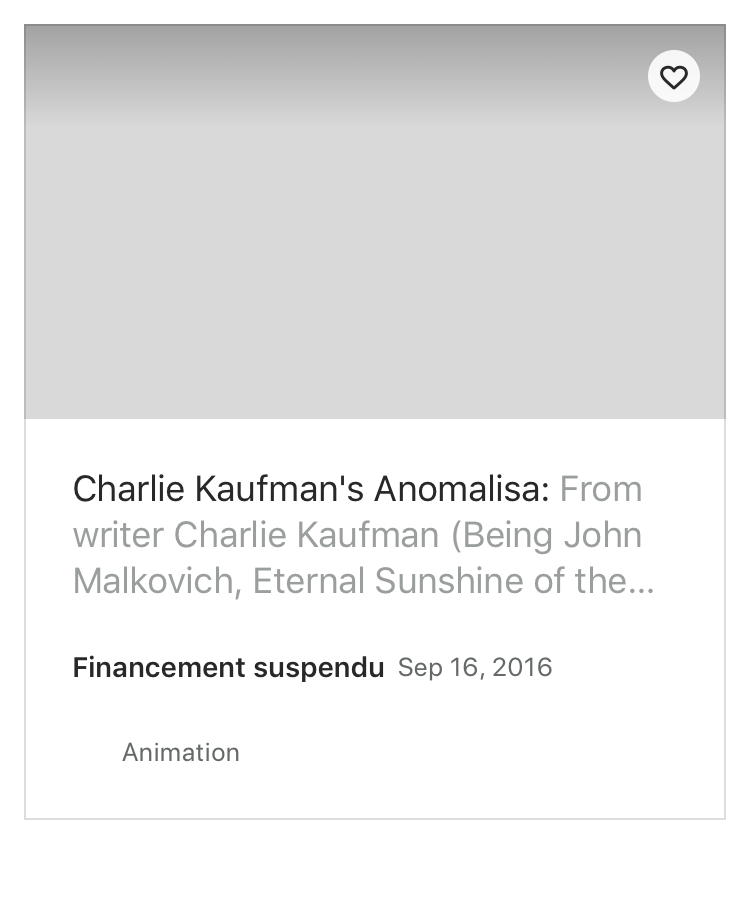 Charlie Kaufman's Anomalisa: From
writer Charlie Kaufman (Being John
Malkovich, Eternal Sunshine of the...
Financement suspendu Sep 16, 2016
Animation